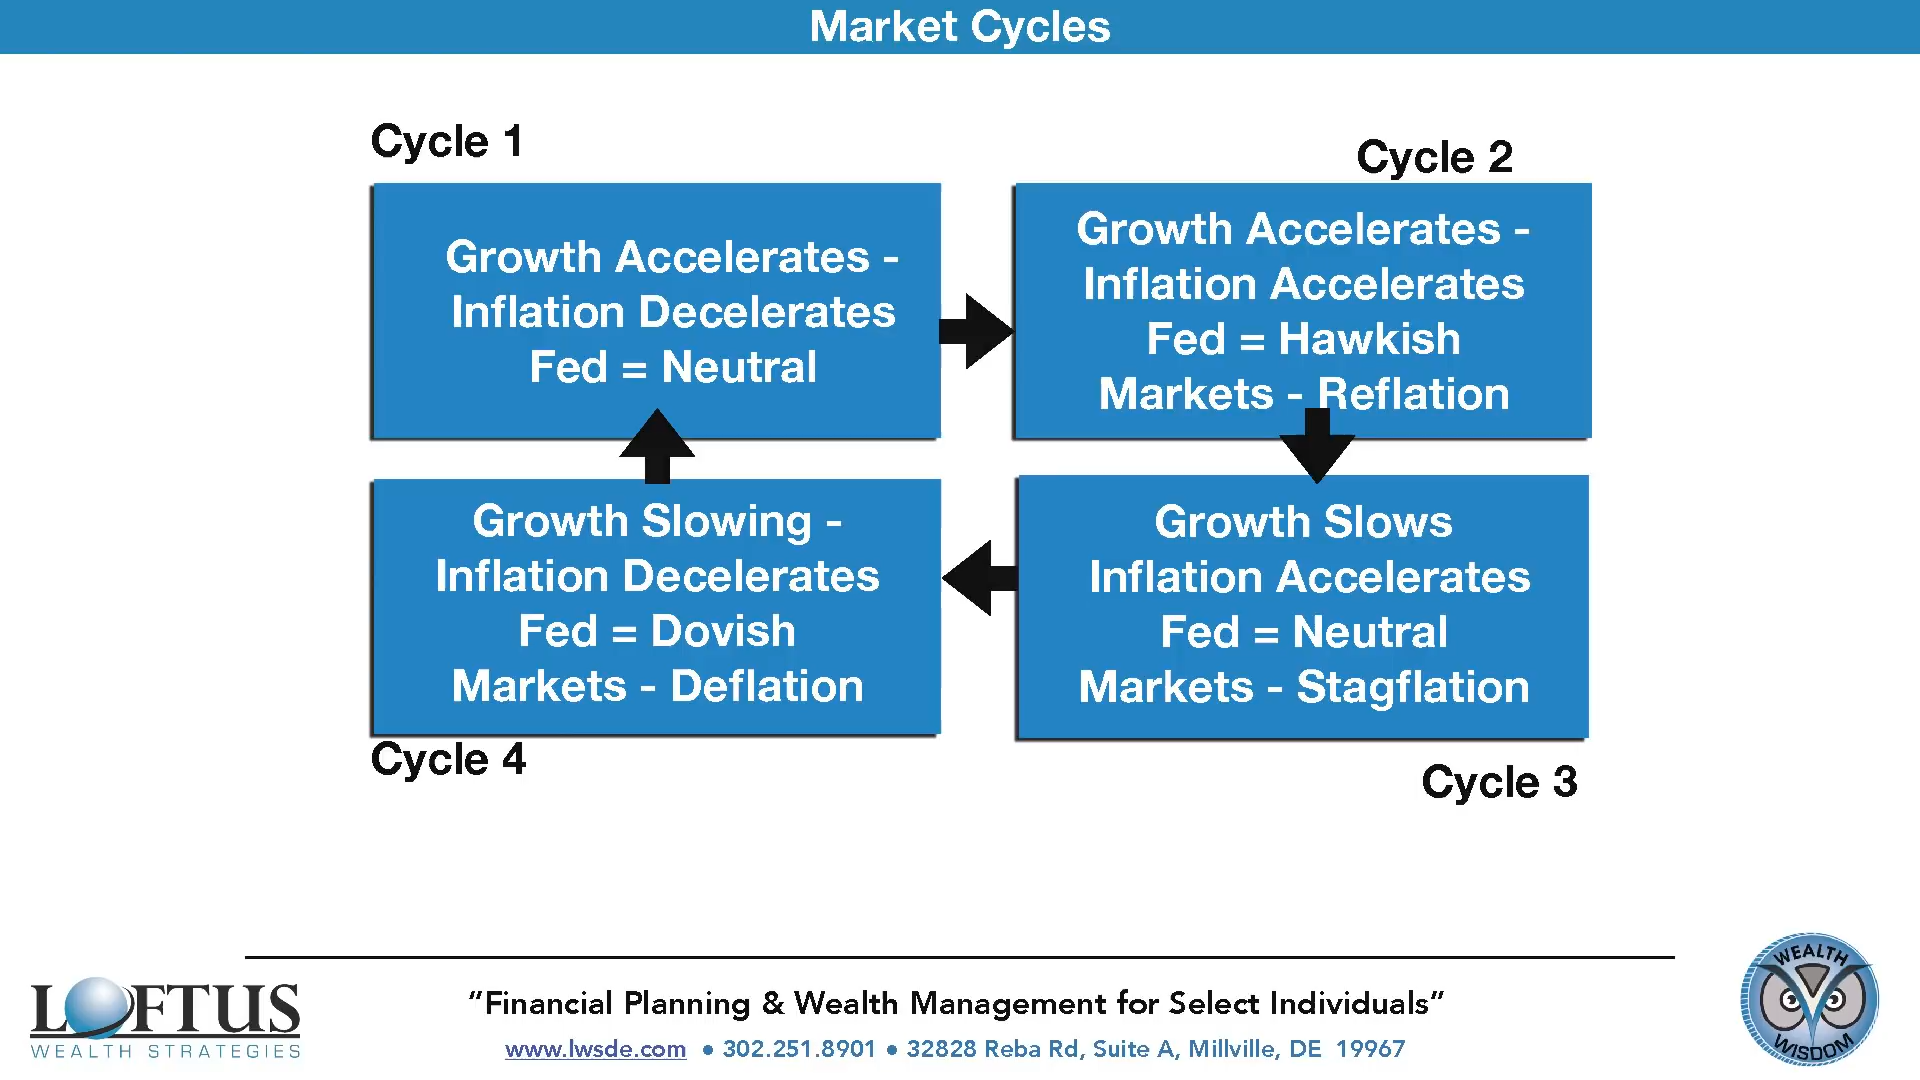 Market Cycles
Cycle 1
Cycle 2
Growth Accelerates -
Inflation Decelerates
Fed = Neutral
Growth Accelerates -
Inflation Accelerates
Fed = Hawkish
Markets - Reflation
Growth Slowing -
Inflation Decelerates
Fed = Dovish
Markets - Deflation
Growth Slows
Inflation Accelerates
Fed = Neutral
Markets - Stagflation
Cycle 4
Cycle 3
LOFTUS
WEALTH STRATEGIES
"Financial Planning & Wealth Management for Select Individuals"
www.lwsde.com ● 302.251.8901 ● 32828 Reba Rd, Suite A, Millville, DE 19967
WEALTH
WISDOM